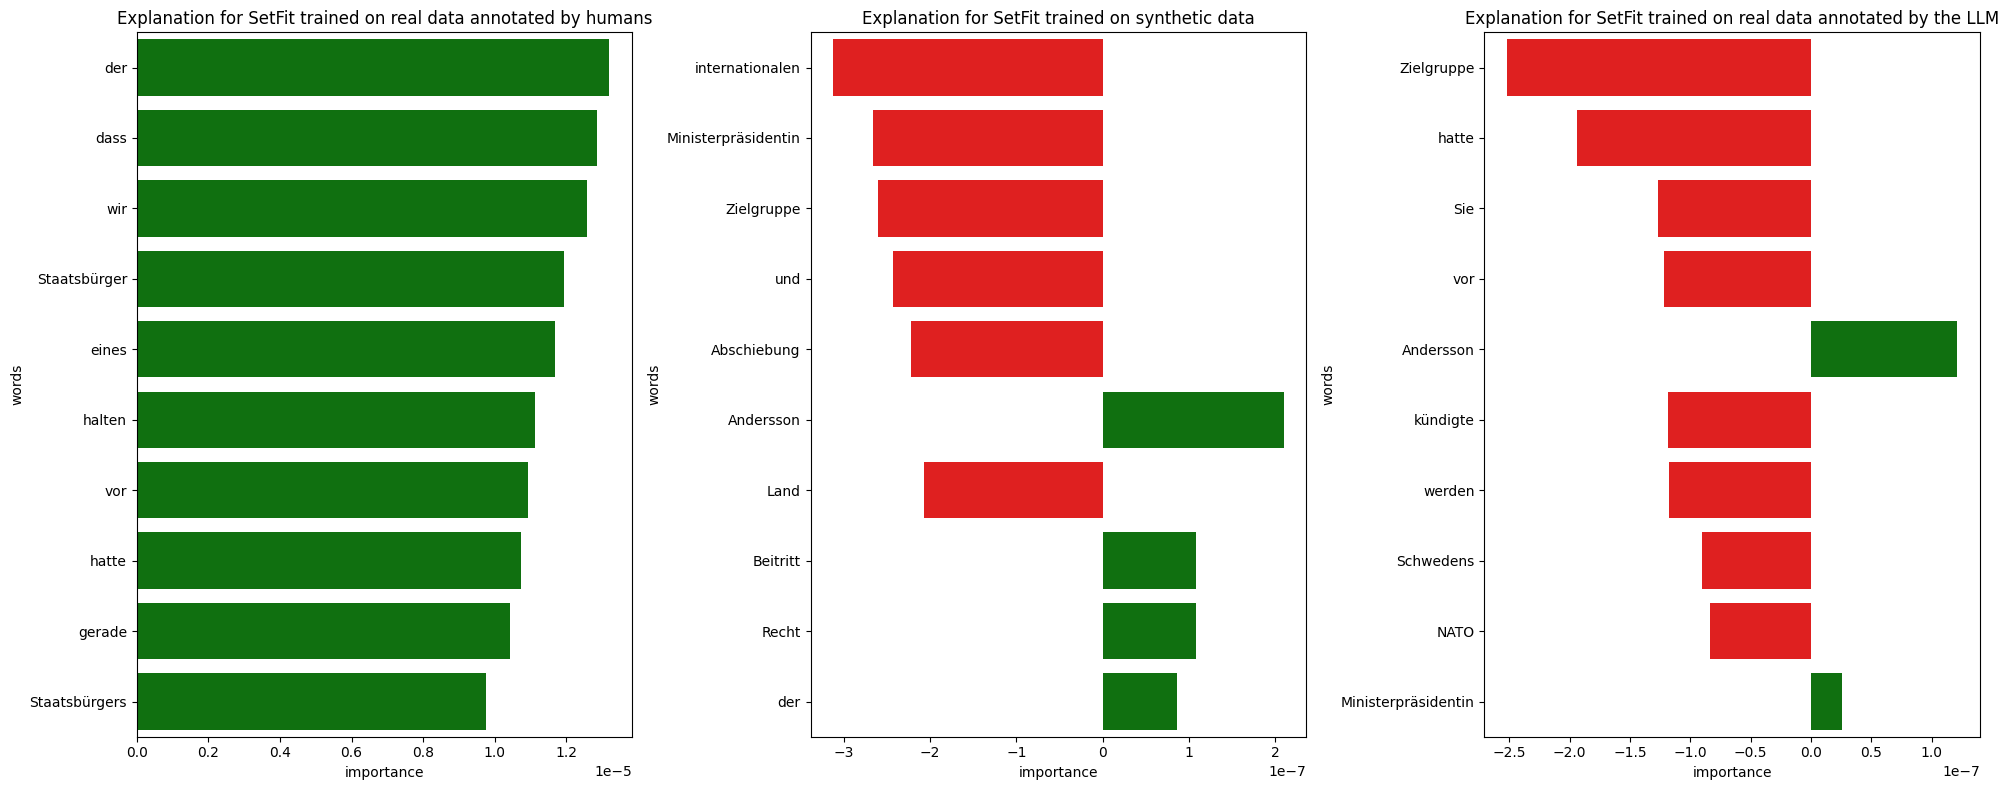 Explanation for SetFit trained on real data annotated by humans
der
dass
wir
Staatsbürger
eines
halten
vor
hatte
gerade
Staatsbürgers
words
0.0 0.2 0.4 0.6 0.8 1.0 1.2
1e−5
importance
Explanation for SetFit trained on synthetic data
internationalen
Ministerpräsidentin
Zielgruppe
und
Abschiebung
Andersson
Land
Beitritt
Recht
der
words
−3 −2 −1 0 1 2
1e−7
importance
Explanation for SetFit trained on real data annotated by the LLM
Zielgruppe
hatte
Sie
vor
Andersson
kündigte
werden
Schwedens
NATO
Ministerpräsidentin
words
−2.5 −2.0 −1.5 −1.0 −0.5 0.0 0.5 1.0
1e−7
importance